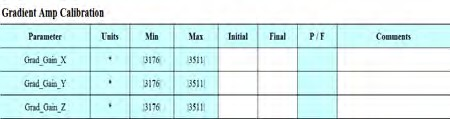 Gradient Amp Calibration
Parameter Units Min Max Initial Final P / F Comments
Grad_Gain_X * |3176| |3511|
Grad_Gain_Y * |3176| |3511|
Grad_Gain_Z * |3176| |3511|